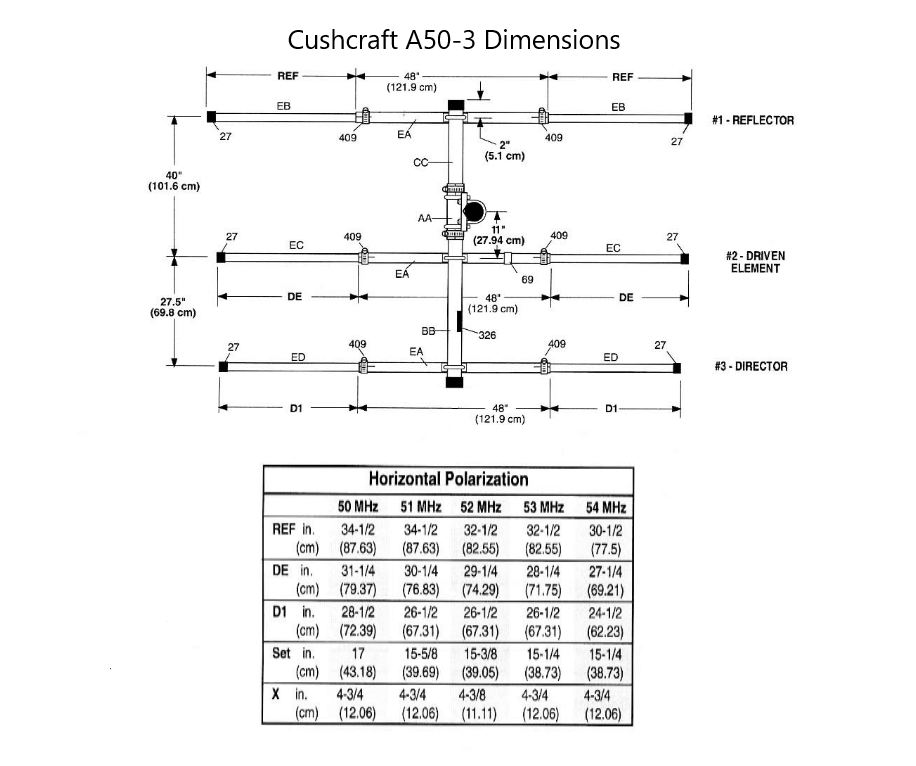 Cushcraft A50-3 Dimensions
REF 48" REF
(121.9 cm)
EB EB
27 409 EA 409 27
#1 - REFLECTOR
2"
(5.1 cm)
CC
40"
(101.6 cm)
AA
11"
(27.94 cm)
27 EC 409 409 EC 27
#2 - DRIVEN
ELEMENT
EA 69
DE 48" DE
(121.9 cm)
27.5"
(69.8 cm)
BB 326
27 ED 409 EA 409 ED 27
#3 - DIRECTOR
D1 48" D1
(121.9 cm)
Horizontal Polarization
50 MHz 51 MHz 52 MHz 53 MHz 54 MHz
REF in. 34-1/2 34-1/2 32-1/2 32-1/2 30-1/2
(cm) (87.63) (87.63) (82.55) (82.55) (77.5)
DE in. 31-1/4 30-1/4 29-1/4 28-1/4 27-1/4
(cm) (79.37) (76.83) (74.29) (71.75) (69.21)
D1 in. 28-1/2 26-1/2 26-1/2 26-1/2 24-1/2
(cm) (72.39) (67.31) (67.31) (67.31) (62.23)
Set in. 17 15-5/8 15-3/8 15-1/4 15-1/4
(cm) (43.18) (39.69) (39.05) (38.73) (38.73)
X in. 4-3/4 4-3/4 4-3/8 4-3/4 4-3/4
(cm) (12.06) (12.06) (11.11) (12.06) (12.06)